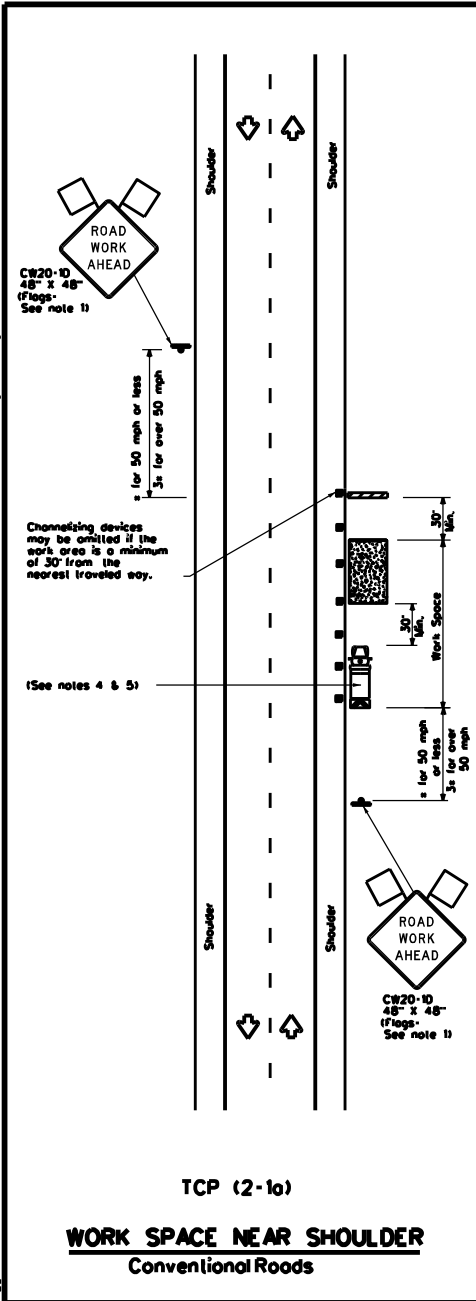 Shoulder
Shoulder
ROAD
WORK
AHEAD
CW20-1D
48" X 48"
(Flags-
See note 1)
x for 50 mph or less
3x for over 50 mph
Channelizing devices
may be omitted if the
work area is a minimum
of 30' from the
nearest traveled way.
30'
Min.
Work Space
30'
Min.
(See notes 4 & 5)
x for 50 mph
or less
3x for over
50 mph
Shoulder
Shoulder
ROAD
WORK
AHEAD
CW20-1D
48" X 48"
(Flags-
See note 1)
TCP (2-1a)
WORK SPACE NEAR SHOULDER
Conventional Roads